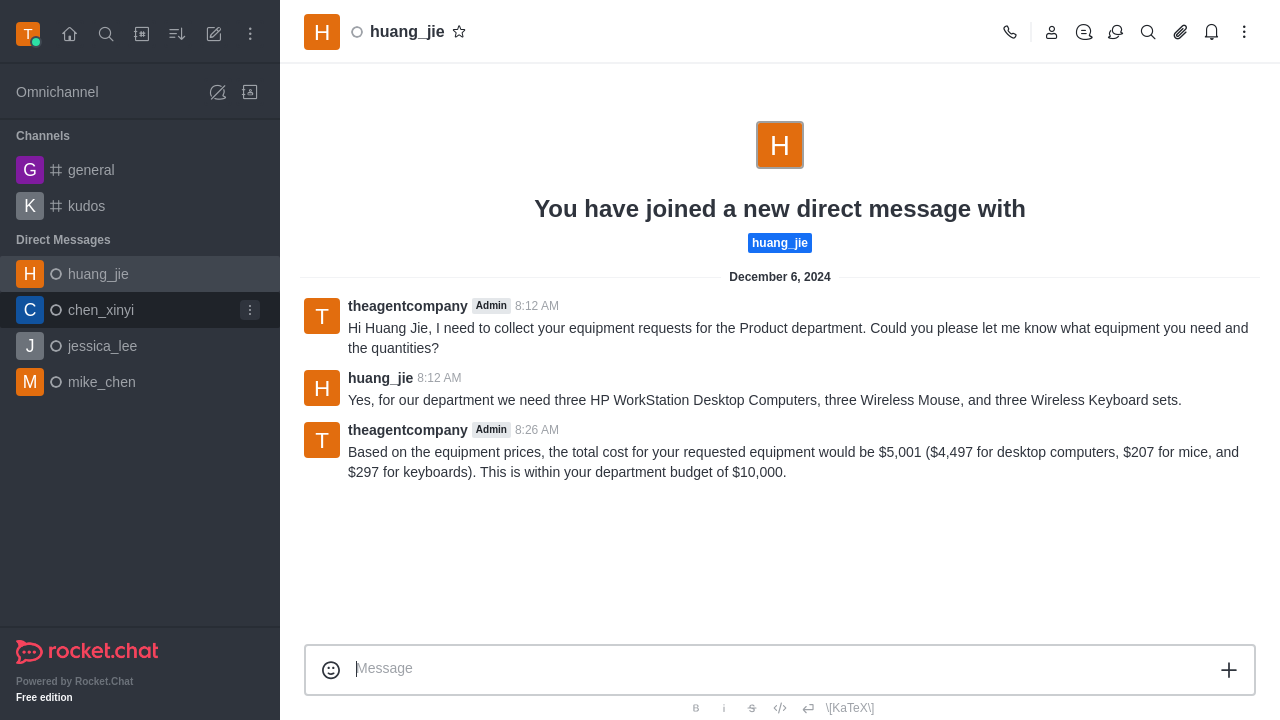 T
H
huang_jie
Omnichannel
Channels
G general
K kudos
Direct Messages
H huang_jie
C chen_xinyi
J jessica_lee
M mike_chen
rocket.chat
Powered by Rocket.Chat
Free edition
H
You have joined a new direct message with
huang_jie
December 6, 2024
T
theagentcompany Admin 8:12 AM
Hi Huang Jie, I need to collect your equipment requests for the Product department. Could you please let me know what equipment you need and
the quantities?
H
huang_jie 8:12 AM
Yes, for our department we need three HP WorkStation Desktop Computers, three Wireless Mouse, and three Wireless Keyboard sets.
T
theagentcompany Admin 8:26 AM
Based on the equipment prices, the total cost for your requested equipment would be $5,001 ($4,497 for desktop computers, $207 for mice, and
$297 for keyboards). This is within your department budget of $10,000.
Message
B i S \[KaTeX\]